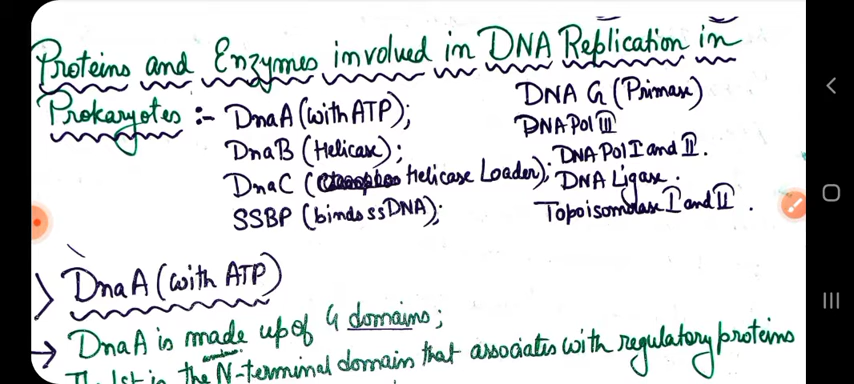 Proteins and Enzymes involved in DNA Replication in
Prokaryotes :- DnaA (with ATP);
DnaB (Helicase);
DnaC (Helicase Loader);
SSBP (binds ssDNA);
DNA G (Primase)
DNA Pol III
DNA Pol I and II.
DNA Ligase.
Topoisomerase I and II.
DnaA (with ATP)
→ DnaA is made up of 4 domains;
The 1st is the N-terminal domain that associates with regulatory proteins